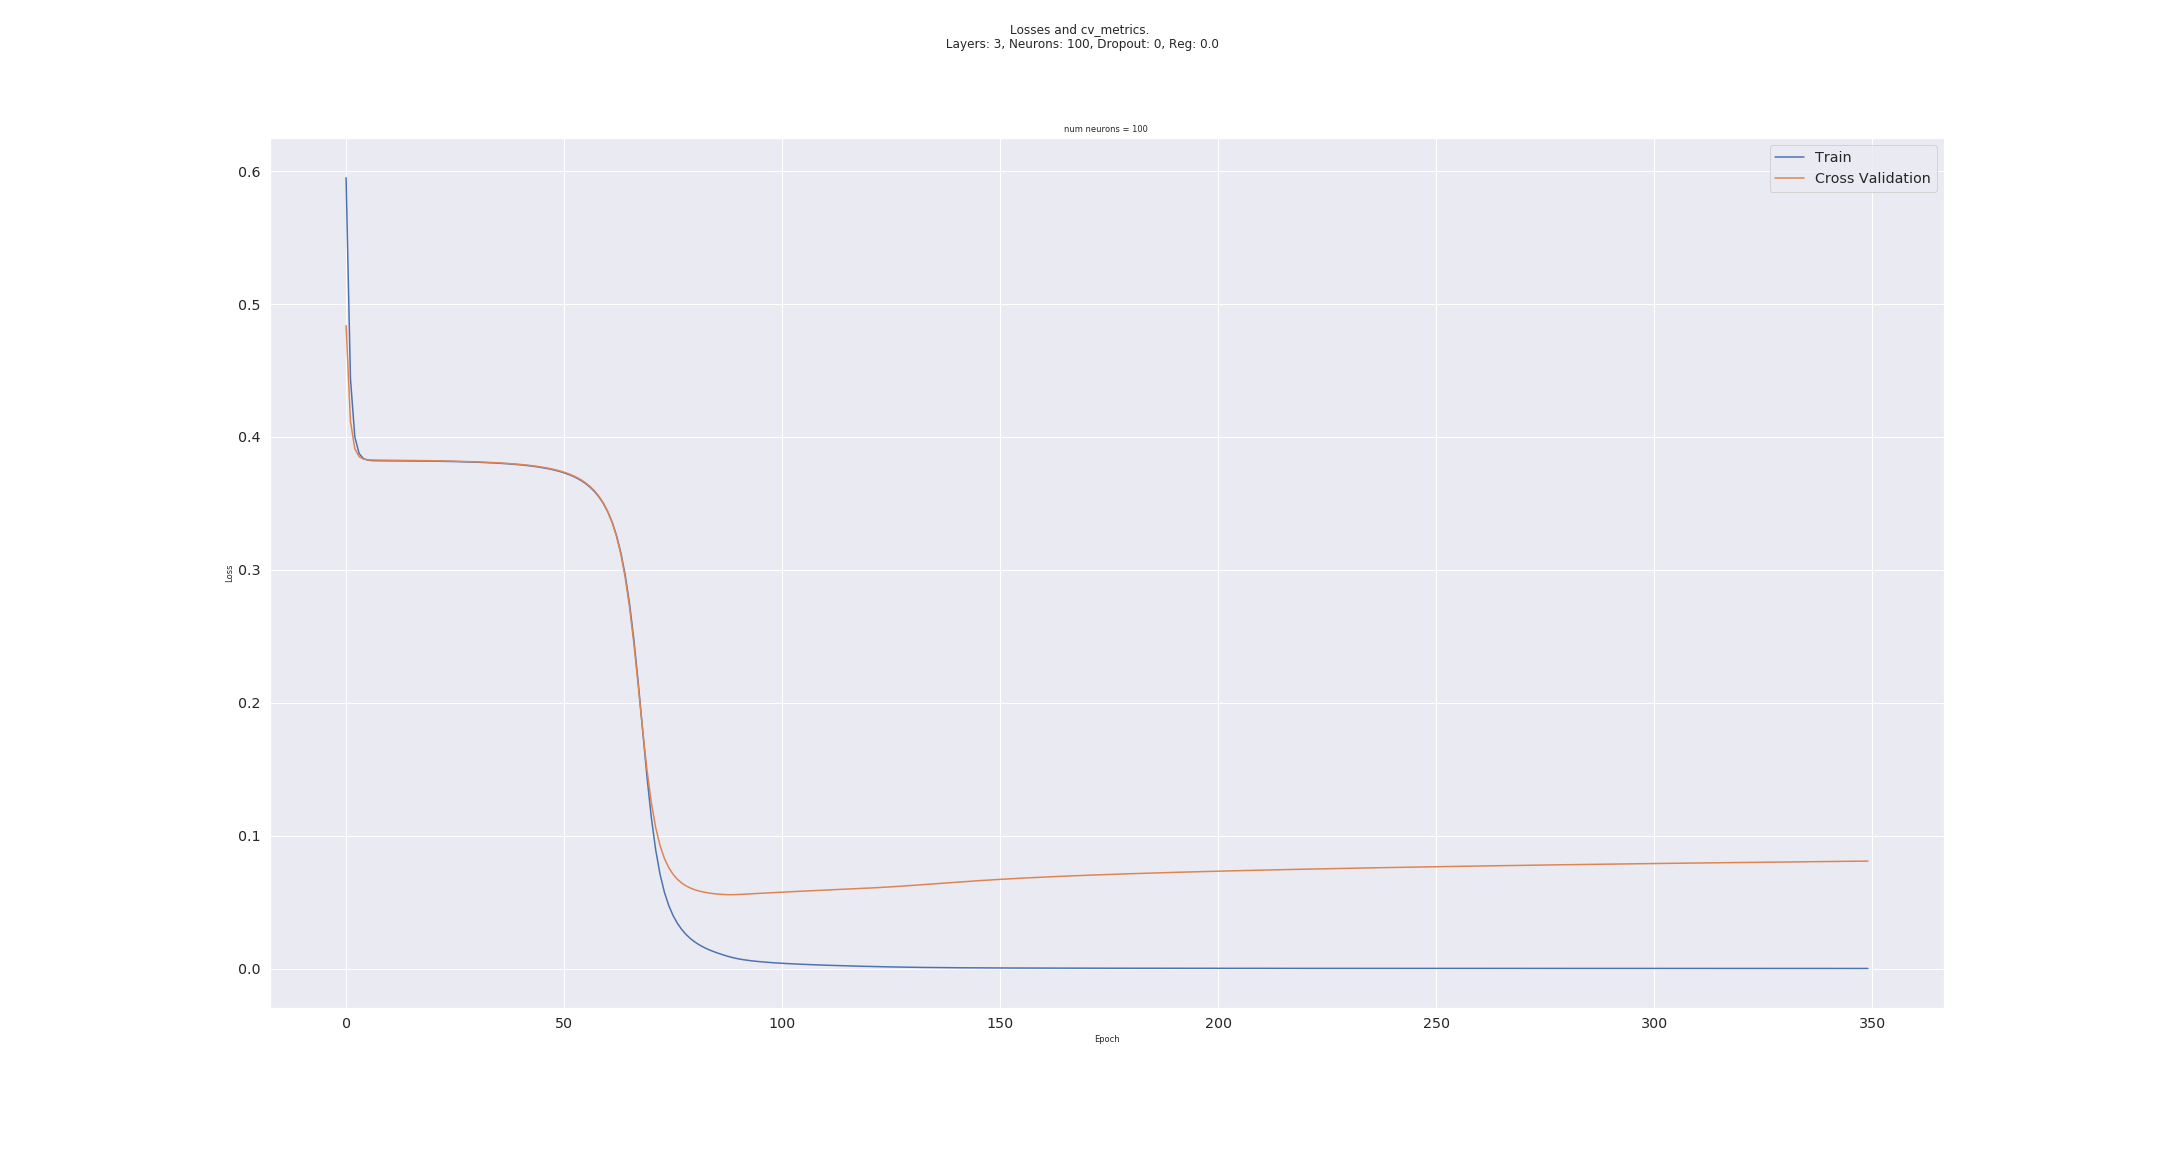 Losses and cv_metrics.
Layers: 3, Neurons: 100, Dropout: 0, Reg: 0.0
num neurons = 100
Train
Cross Validation
0.6
0.5
0.4
0.3
0.2
0.1
0.0
Loss
0 50 100 150 200 250 300 350
Epoch